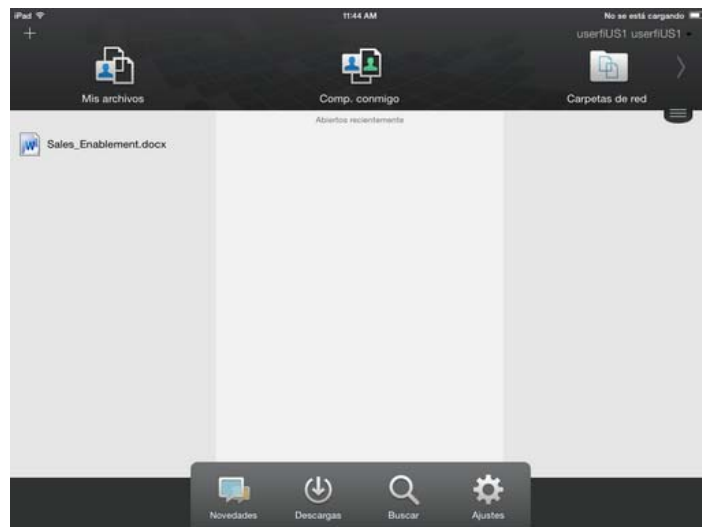 iPad
11:44 AM
No se está cargando
userfiUS1 userfiUS1
Mis archivos
Comp. conmigo
Carpetas de red
Abiertos recientemente
Sales_Enablement.docx
Novedades
Descargas
Buscar
Ajustes